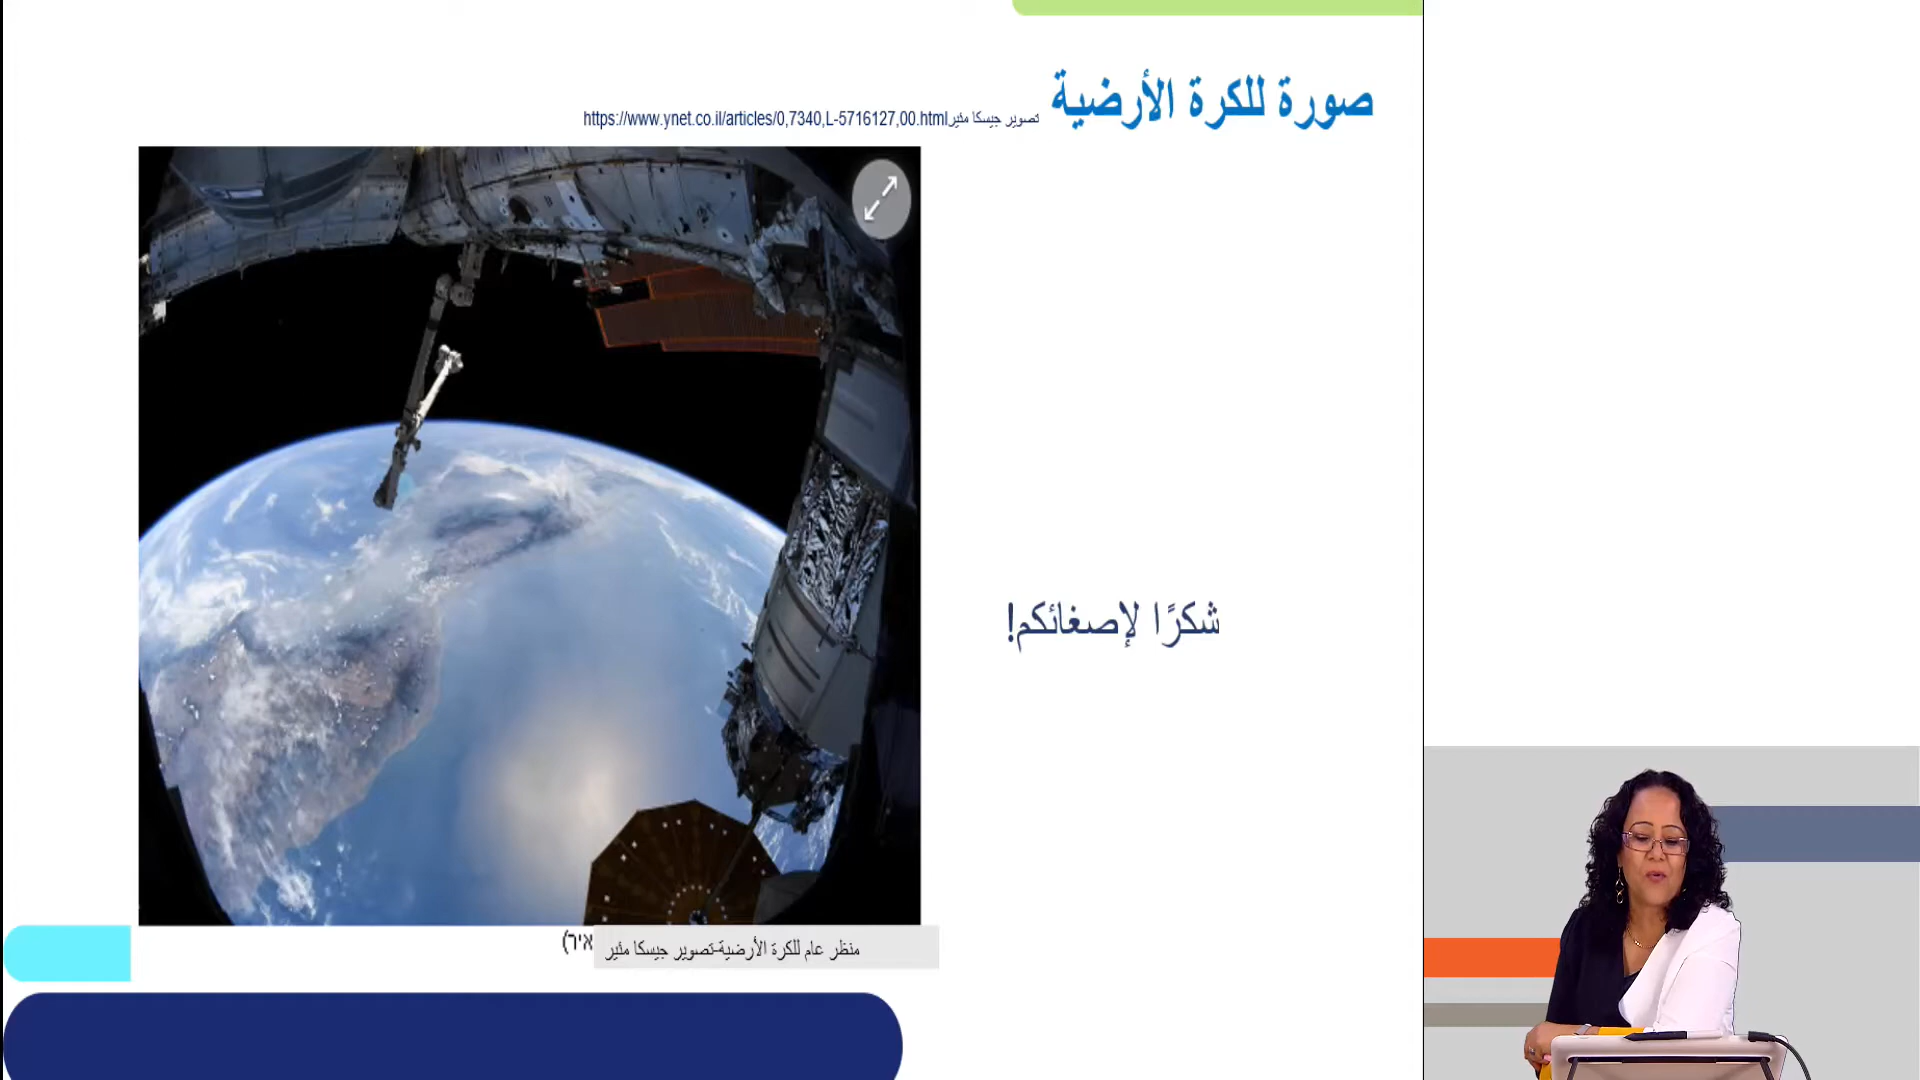 صورة للكرة الأرضية
تصوير جيسكا مئير https://www.ynet.co.il/articles/0,7340,L-5716127,00.html
شكرًا لإصغائكم!
منظر عام للكرة الأرضية-تصوير جيسكا مئير
איר)